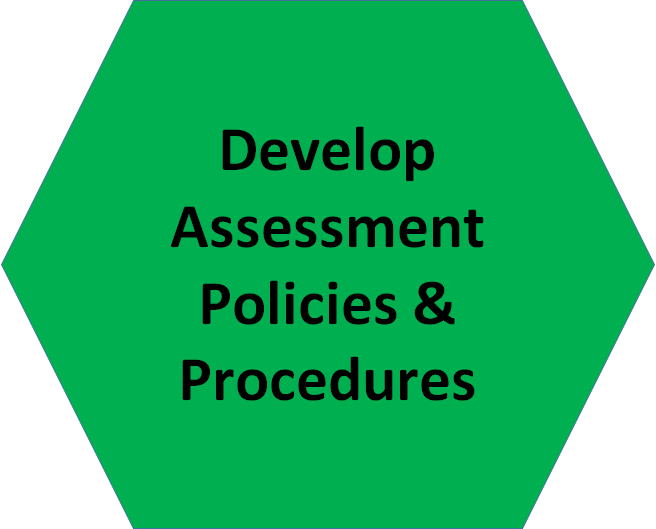 Develop
Assessment
Policies &
Procedures